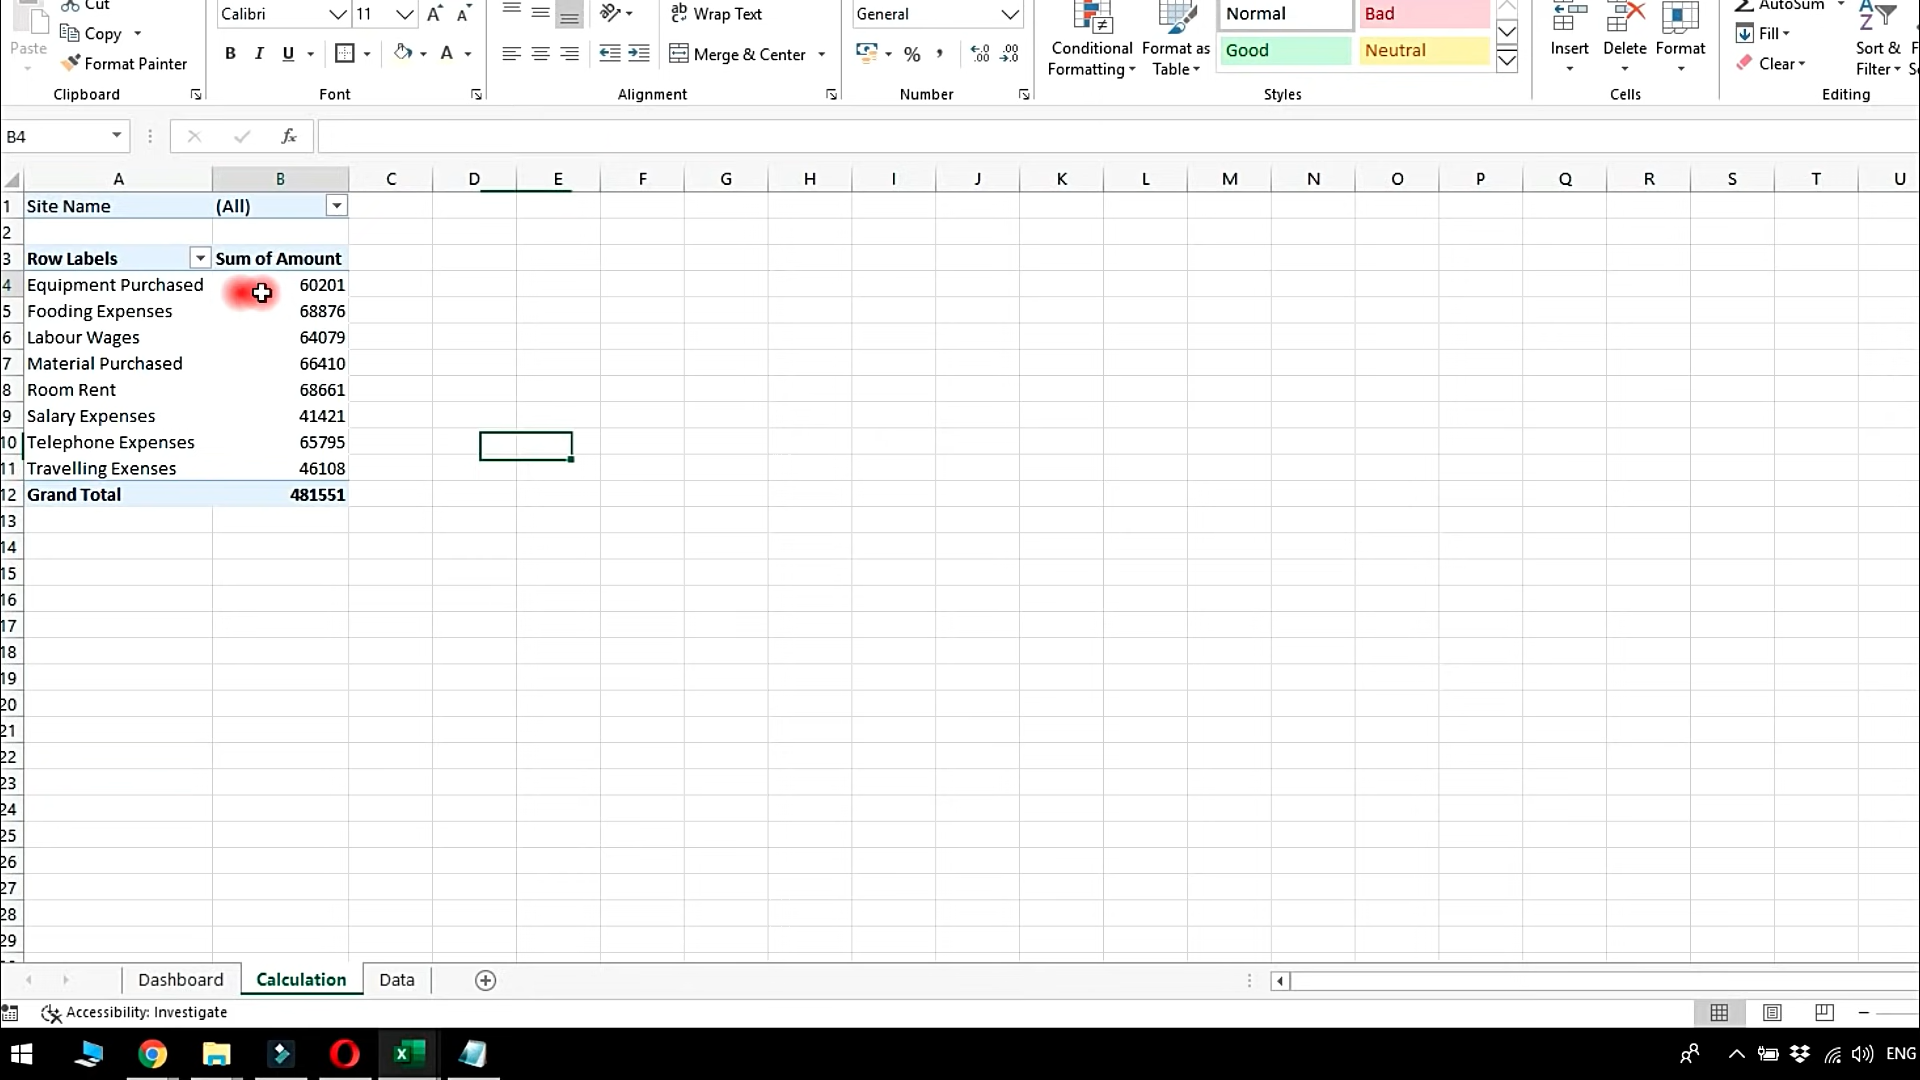 Cut
Calibri 11 Wrap Text General Normal Bad AutoSum
Paste Copy B I U Merge & Center % Conditional Formatting Format as Table Good Neutral Insert Delete Format Fill Sort & Filter
Format Painter Clear
Clipboard Font Alignment Number Styles Cells Editing
B4 fx
A B C D E F G H I J K L M N O P Q R S T U
1 Site Name (All)
2
3 Row Labels Sum of Amount
4 Equipment Purchased 60201
5 Fooding Expenses 68876
6 Labour Wages 64079
7 Material Purchased 66410
8 Room Rent 68661
9 Salary Expenses 41421
10 Telephone Expenses 65795
11 Travelling Exenses 46108
12 Grand Total 481551
13
14
15
16
17
18
19
20
21
22
23
24
25
26
27
28
29
Dashboard Calculation Data
Accessibility: Investigate
ENG